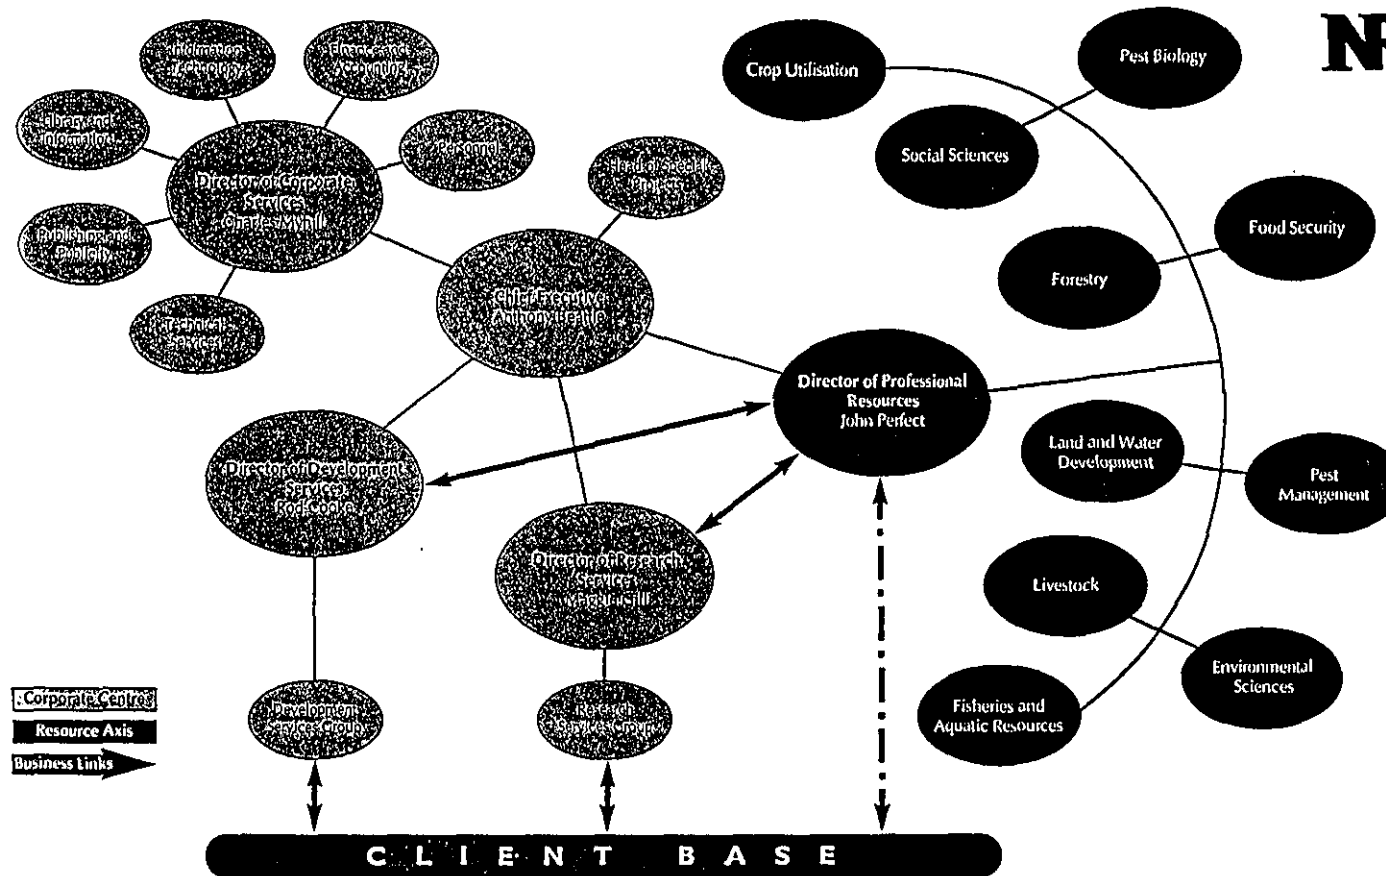 NR
Information
Technology
Finance and
Accounting
Library and
Information
Personnel
Director of Corporate
Services
Charles Myhill
Publishing and
Publicity
Technical
Services
Head of Special
Projects
Chief Executive
Anthony Beattie
Crop Utilisation
Pest Biology
Social Sciences
Food Security
Forestry
Director of Professional
Resources
John Perfect
Land and Water
Development
Pest
Management
Livestock
Environmental
Sciences
Fisheries and
Aquatic Resources
Director of Development
Services
Rod Cooke
Director of Research
Services
Gill
Development
Services Group
Research
Services Group
Corporate Centres
Resource Axis
Business Links
CLIENT BASE